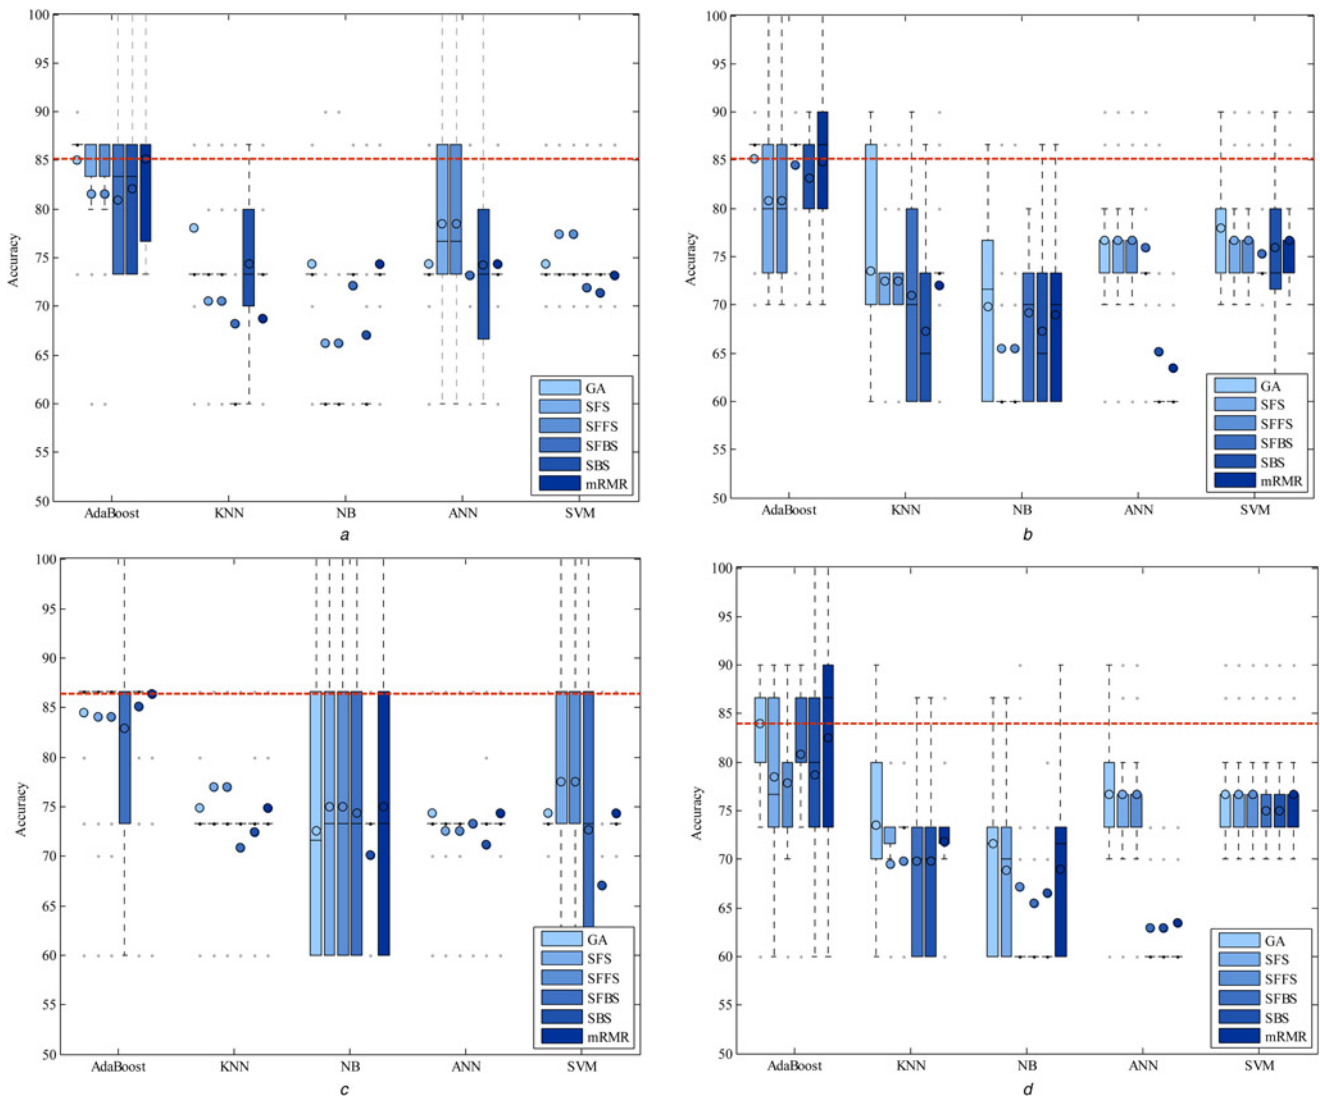 100
95
90
85
80
75
70
65
60
55
50
Accuracy
GA
SFS
SFFS
SFBS
SBS
mRMR
AdaBoost KNN NB ANN SVM
a
100
95
90
85
80
75
70
65
60
55
50
Accuracy
GA
SFS
SFFS
SFBS
SBS
mRMR
AdaBoost KNN NB ANN SVM
b
100
95
90
85
80
75
70
65
60
55
50
Accuracy
GA
SFS
SFFS
SFBS
SBS
mRMR
AdaBoost KNN NB ANN SVM
c
100
95
90
85
80
75
70
65
60
55
50
Accuracy
GA
SFS
SFFS
SFBS
SBS
mRMR
AdaBoost KNN NB ANN SVM
d